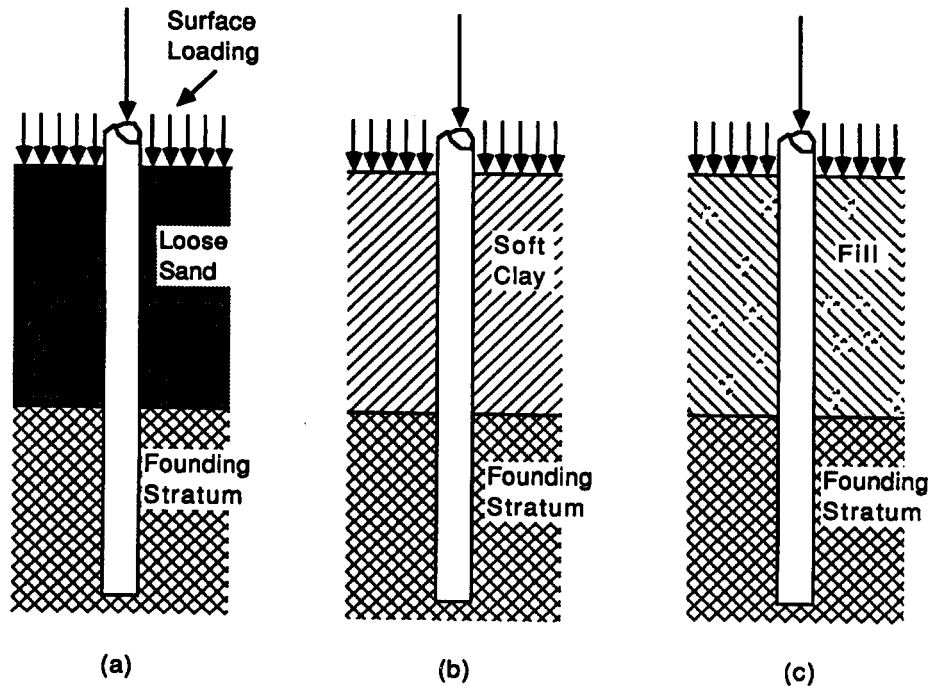 Surface
Loading
Loose
Sand
Founding
Stratum
(a)
Soft
Clay
Founding
Stratum
(b)
Fill
Founding
Stratum
(c)